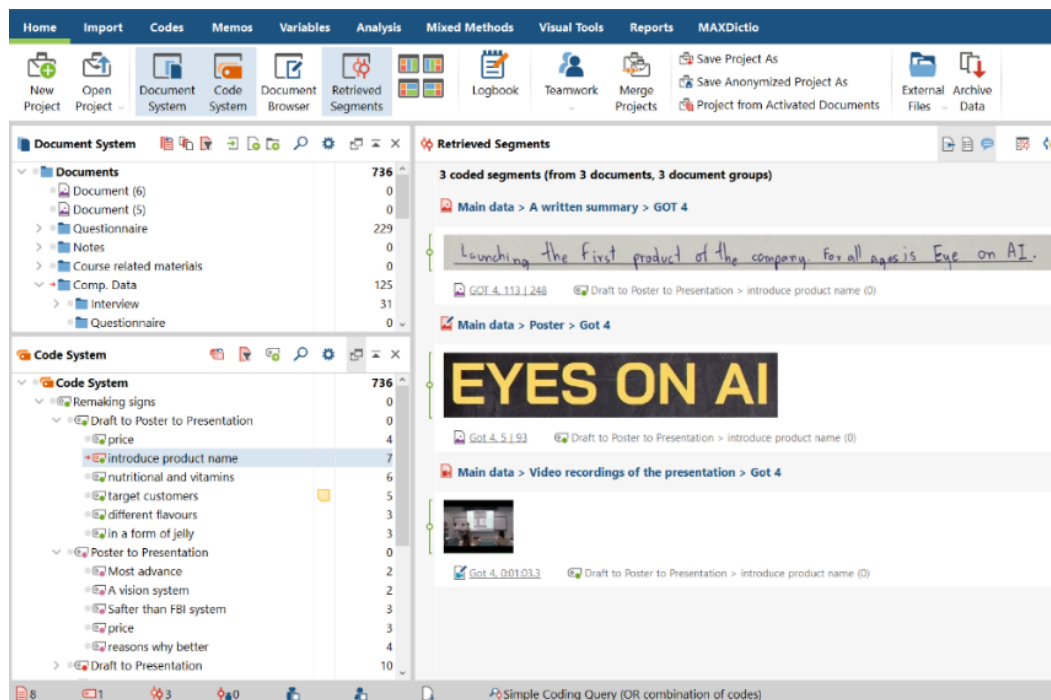 Home Import Codes Memos Variables Analysis Mixed Methods Visual Tools Reports MAXDictio
New Project
Open Project
Document System
Code System
Document Browser
Retrieved Segments
Logbook
Teamwork
Merge Projects
Save Project As
Save Anonymized Project As
Project from Activated Documents
External Files
Archive Data
Document System
Documents 736
Document (6) 0
Document (5) 0
Questionnaire 229
Notes 0
Course related materials 0
Comp. Data 125
Interview 31
Questionnaire 0
Code System
Code System 736
Remaking signs 0
Draft to Poster to Presentation 0
price 4
introduce product name 7
nutritional and vitamins 6
target customers 5
different flavours 3
in a form of jelly 3
Poster to Presentation 0
Most advance 2
A vision system 2
Safter than FBI system 3
price 3
reasons why better 4
Draft to Presentation 10
Retrieved Segments
3 coded segments (from 3 documents, 3 document groups)
Main data > A written summary > GOT 4
Launching the first product of the company. For all ages is Eye on AI.
GOT 4, 113 | 248 Draft to Poster to Presentation > introduce product name (0)
Main data > Poster > Got 4
EYES ON AI
Got 4, 5 | 93 Draft to Poster to Presentation > introduce product name (0)
Main data > Video recordings of the presentation > Got 4
Got 4, 0:01:03.3 Draft to Poster to Presentation > introduce product name (0)
8 1 3 0 Simple Coding Query (OR combination of codes)